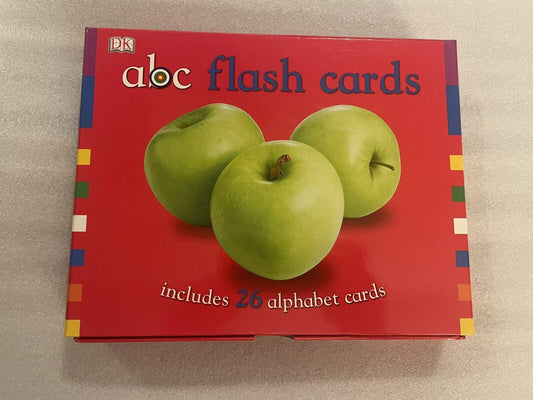 DK
abc flash cards
includes 26 alphabet cards